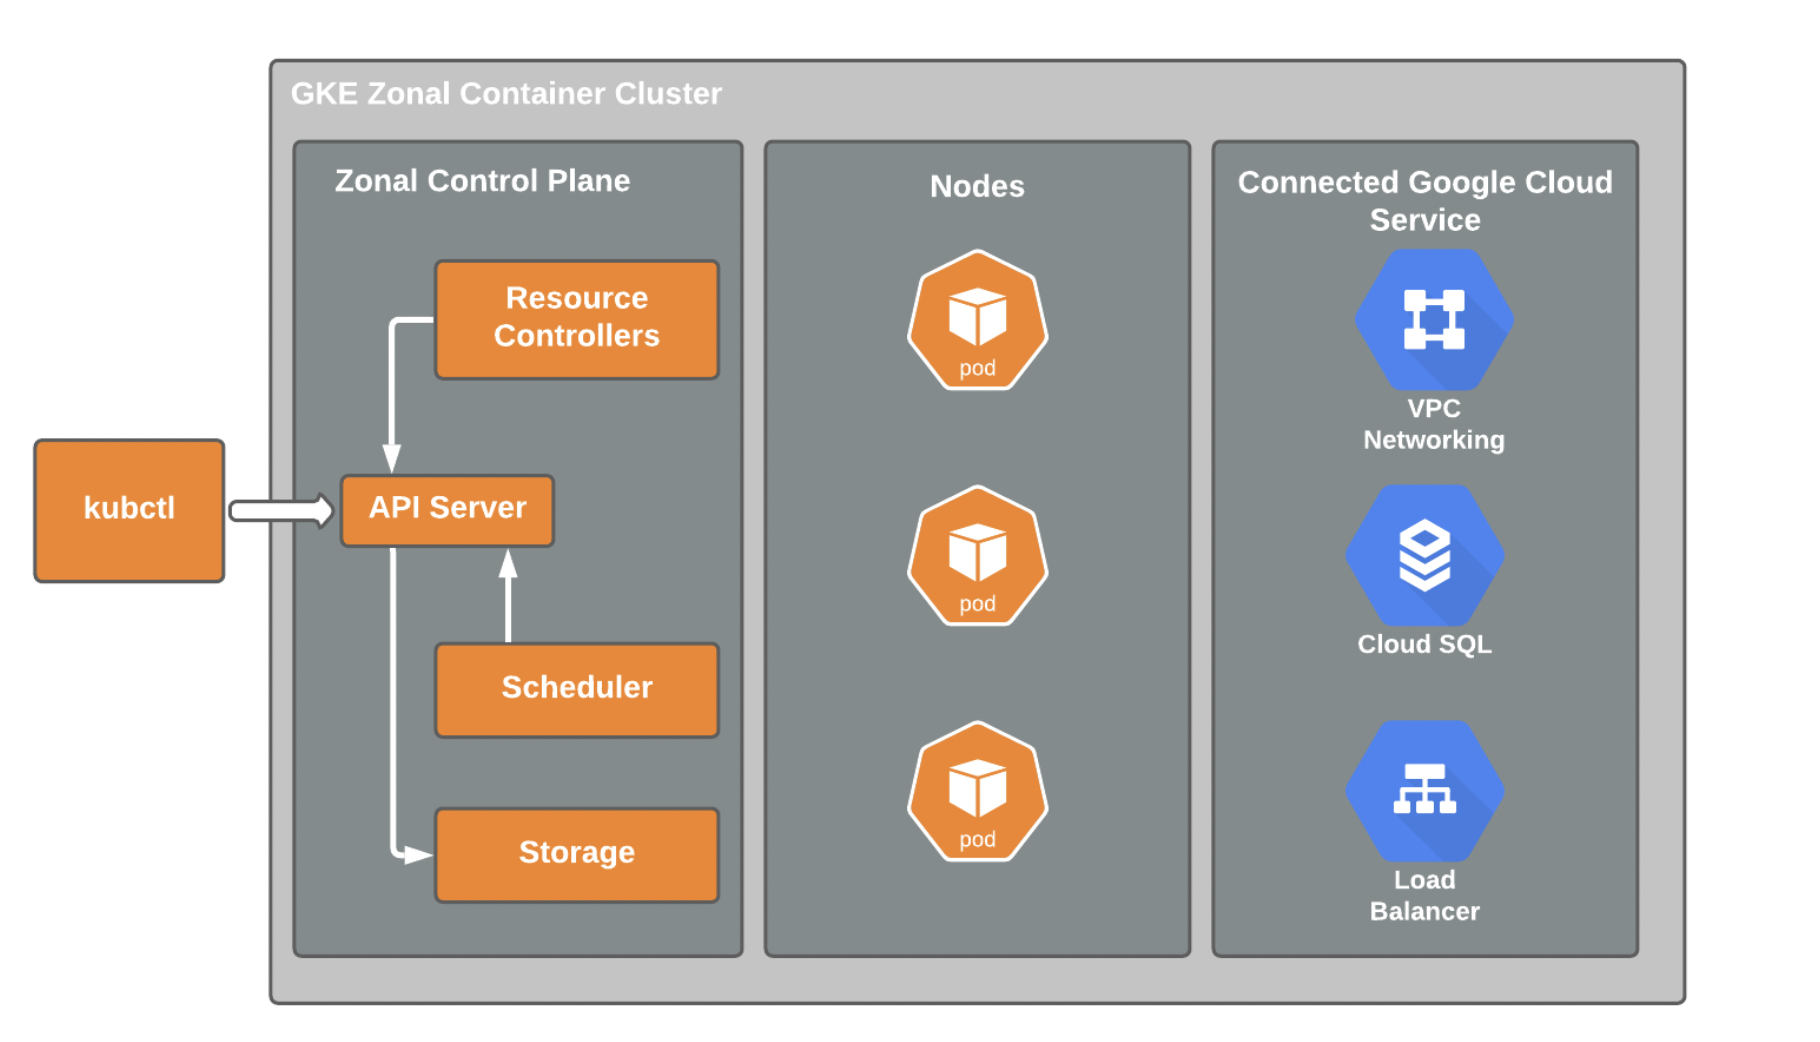 GKE Zonal Container Cluster
Zonal Control Plane
Resource
Controllers
kubctl
API Server
Scheduler
Storage
Nodes
pod
pod
pod
Connected Google Cloud
Service
VPC
Networking
Cloud SQL
Load
Balancer